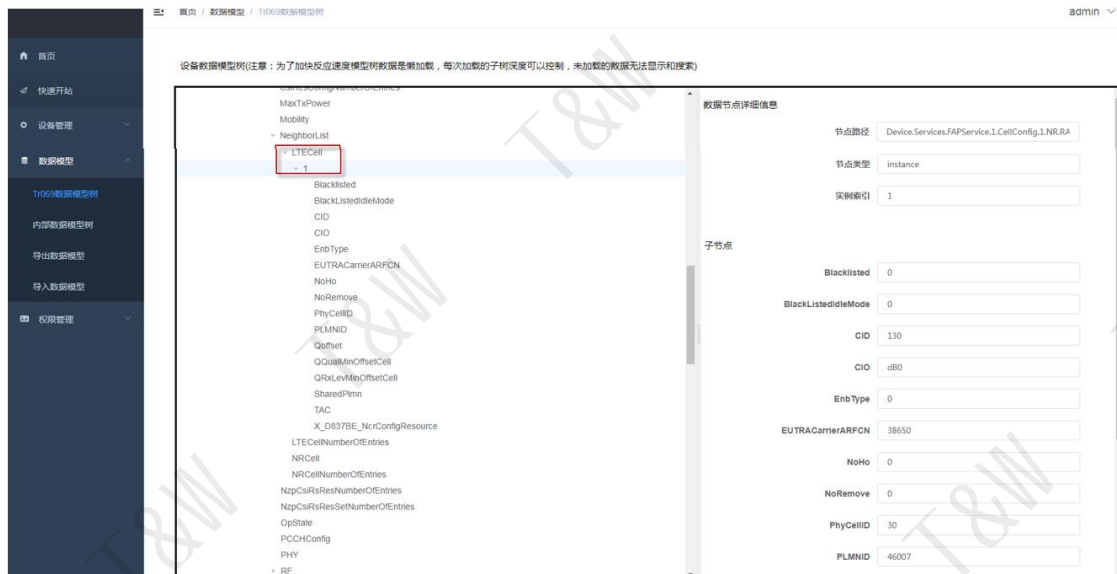 首页 / 数据模型 / Tr069数据模型树
admin
首页
快速开站
设备管理
数据模型
Tr069数据模型树
内部数据模型树
导出数据模型
导入数据模型
权限管理
设备数据模型树(注意：为了加快反应速度模型树数据是懒加载，每次加载的子树深度可以控制，未加载的数据无法显示和搜索)
CsiResConfigNumberOfEntries
MaxTxPower
Mobility
NeighborList
LTECell
1
Blacklisted
BlackListedIdleMode
CID
CIO
EnbType
EUTRACarrierARFCN
NoHo
NoRemove
PhyCellID
PLMNID
Qoffset
QQualMinOffsetCell
QRxLevMinOffsetCell
SharedPlmn
TAC
X_D837BE_NcrConfigResource
LTECellNumberOfEntries
NRCell
NRCellNumberOfEntries
NzpCsiRsResNumberOfEntries
NzpCsiRsResSetNumberOfEntries
OpState
PCCHConfig
PHY
RF
数据节点详细信息
节点路径 Device.Services.FAPService.1.CellConfig.1.NR.RA
节点类型 instance
实例索引 1
子节点
Blacklisted 0
BlackListedIdleMode 0
CID 130
CIO dB0
EnbType 0
EUTRACarrierARFCN 38650
NoHo 0
NoRemove 0
PhyCellID 30
PLMNID 46007
T&W
T&W
T&W
T&W
T&W